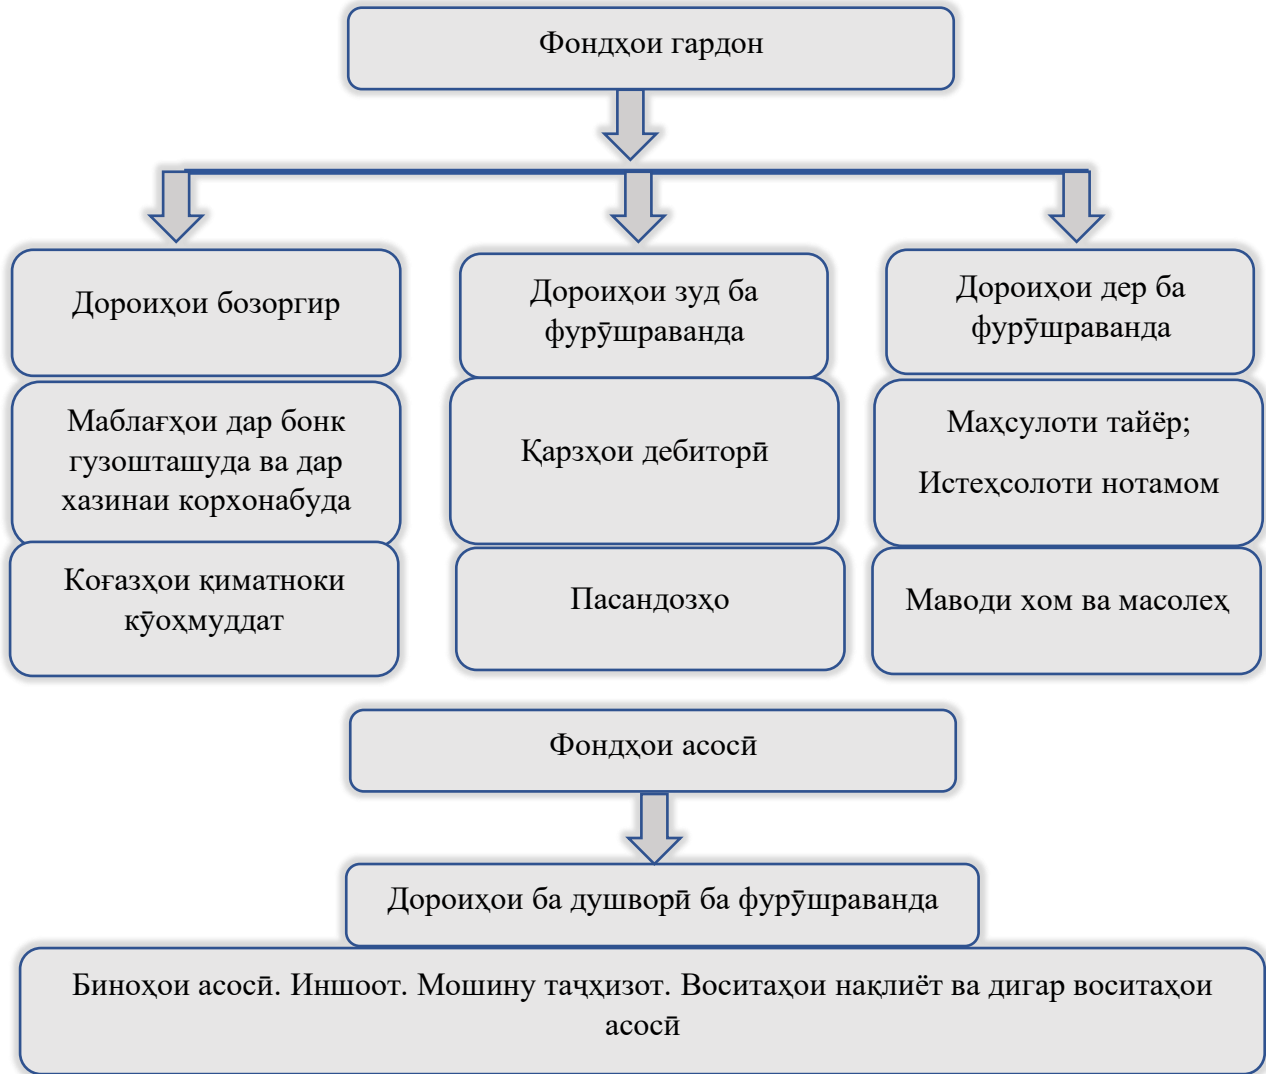 Фондҳои гардон
Дороиҳои бозоргир
Дороиҳои зуд ба
фурӯшраванда
Дороиҳои дер ба
фурӯшраванда
Маблағҳои дар бонк
гузошташуда ва дар
хазинаи корхонабуда
Қарзҳои дебиторӣ
Маҳсулоти тайёр;
Истеҳсолоти нотамом
Коғазҳои қиматноки
кӯоҳмуддат
Пасандозҳо
Маводи хом ва масолеҳ
Фондҳои асосӣ
Дороиҳои ба душворӣ ба фурӯшраванда
Биноҳои асосӣ. Иншоот. Мошину таҷҳизот. Воситаҳои нақлиёт ва дигар воситаҳои
асосӣ